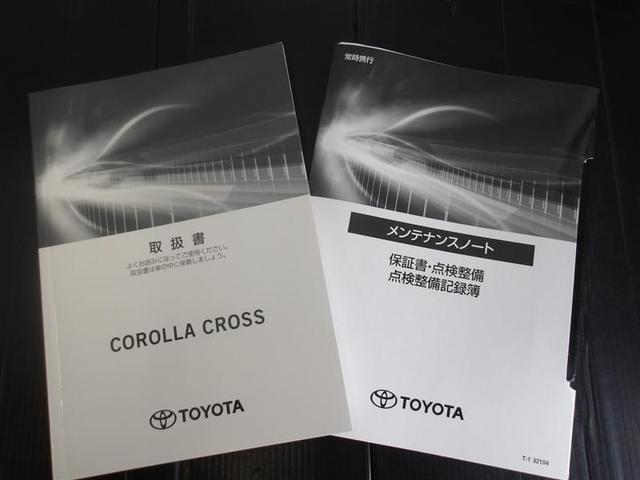 取扱書
よくお読みになってご使用ください。
取扱書は車の中に保管しましょう。
COROLLA CROSS
TOYOTA
常時携行
メンテナンスノート
保証書・点検整備
点検整備記録簿
TOYOTA
T-1 32104